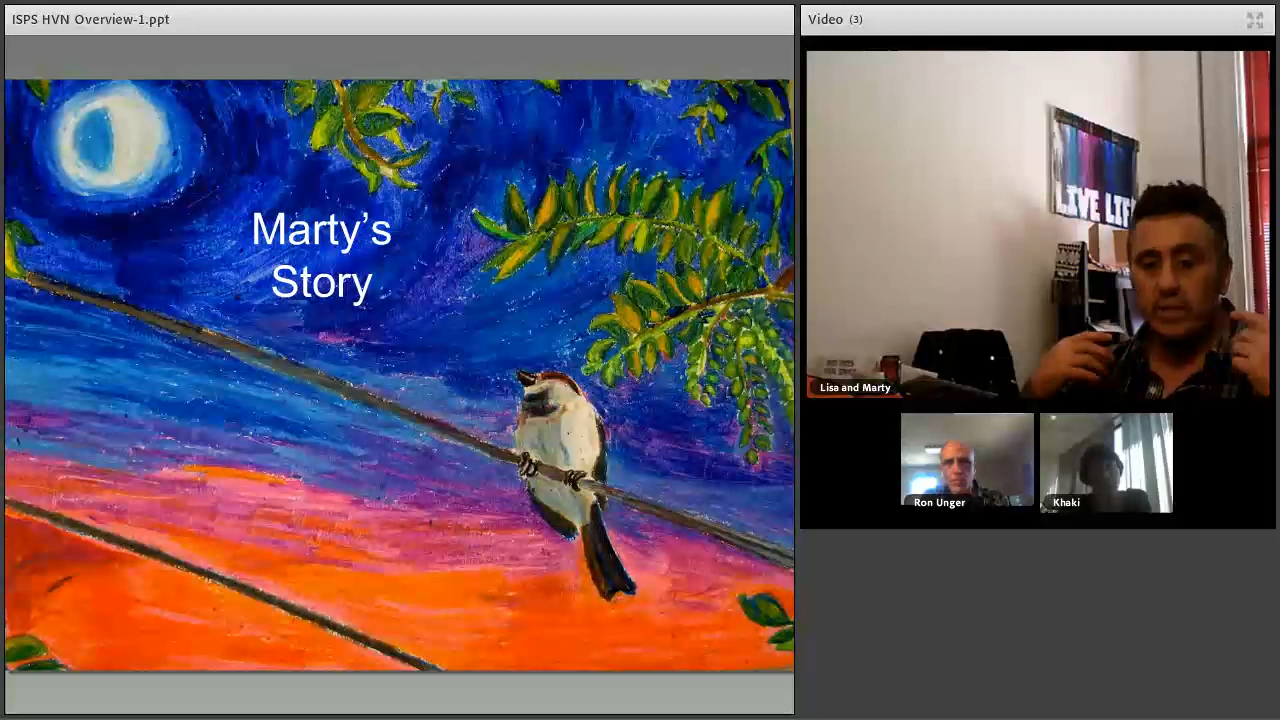 ISPS HVN Overview-1.ppt
Video (3)
Marty's
Story
LIVE LIF
Lisa and Marty
Ron Unger
Khaki